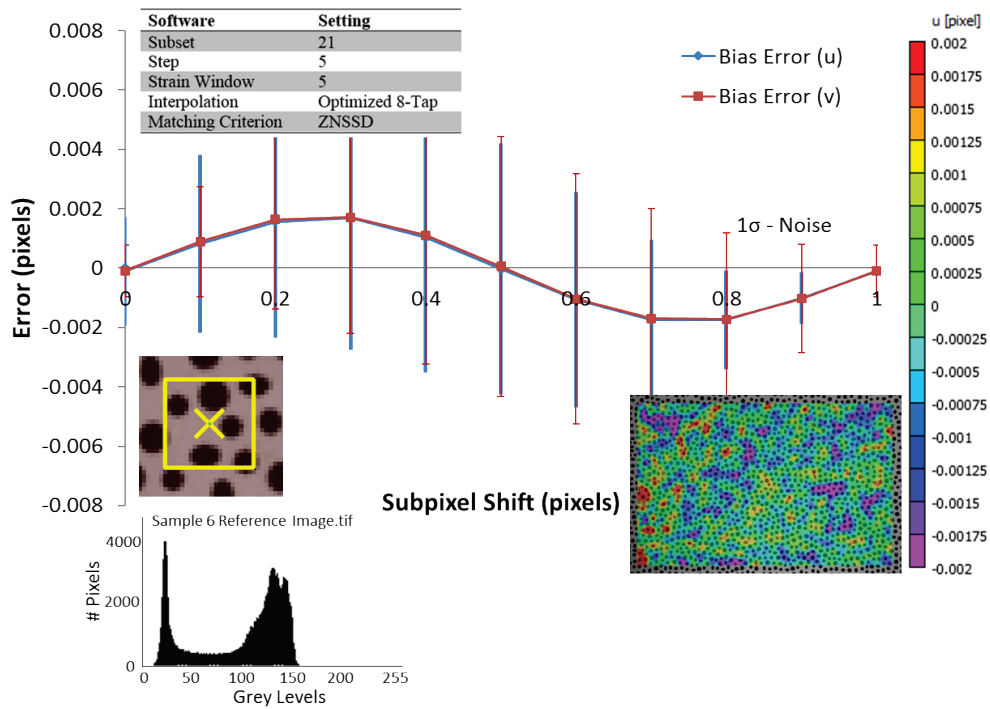 Software Setting
Subset 21
Step 5
Strain Window 5
Interpolation Optimized 8-Tap
Matching Criterion ZNSSD
Bias Error (u)
Bias Error (v)
1σ - Noise
Error (pixels)
0.008
0.006
0.004
0.002
0
-0.002
-0.004
-0.006
-0.008
0 0.2 0.4 0.6 0.8 1
Subpixel Shift (pixels)
u [pixel]
0.002
0.00175
0.0015
0.00125
0.001
0.00075
0.0005
0.00025
0
-0.00025
-0.0005
-0.00075
-0.001
-0.00125
-0.0015
-0.00175
-0.002
Sample 6 Reference Image.tif
# Pixels
4000
2000
0
0 50 100 150 200 255
Grey Levels